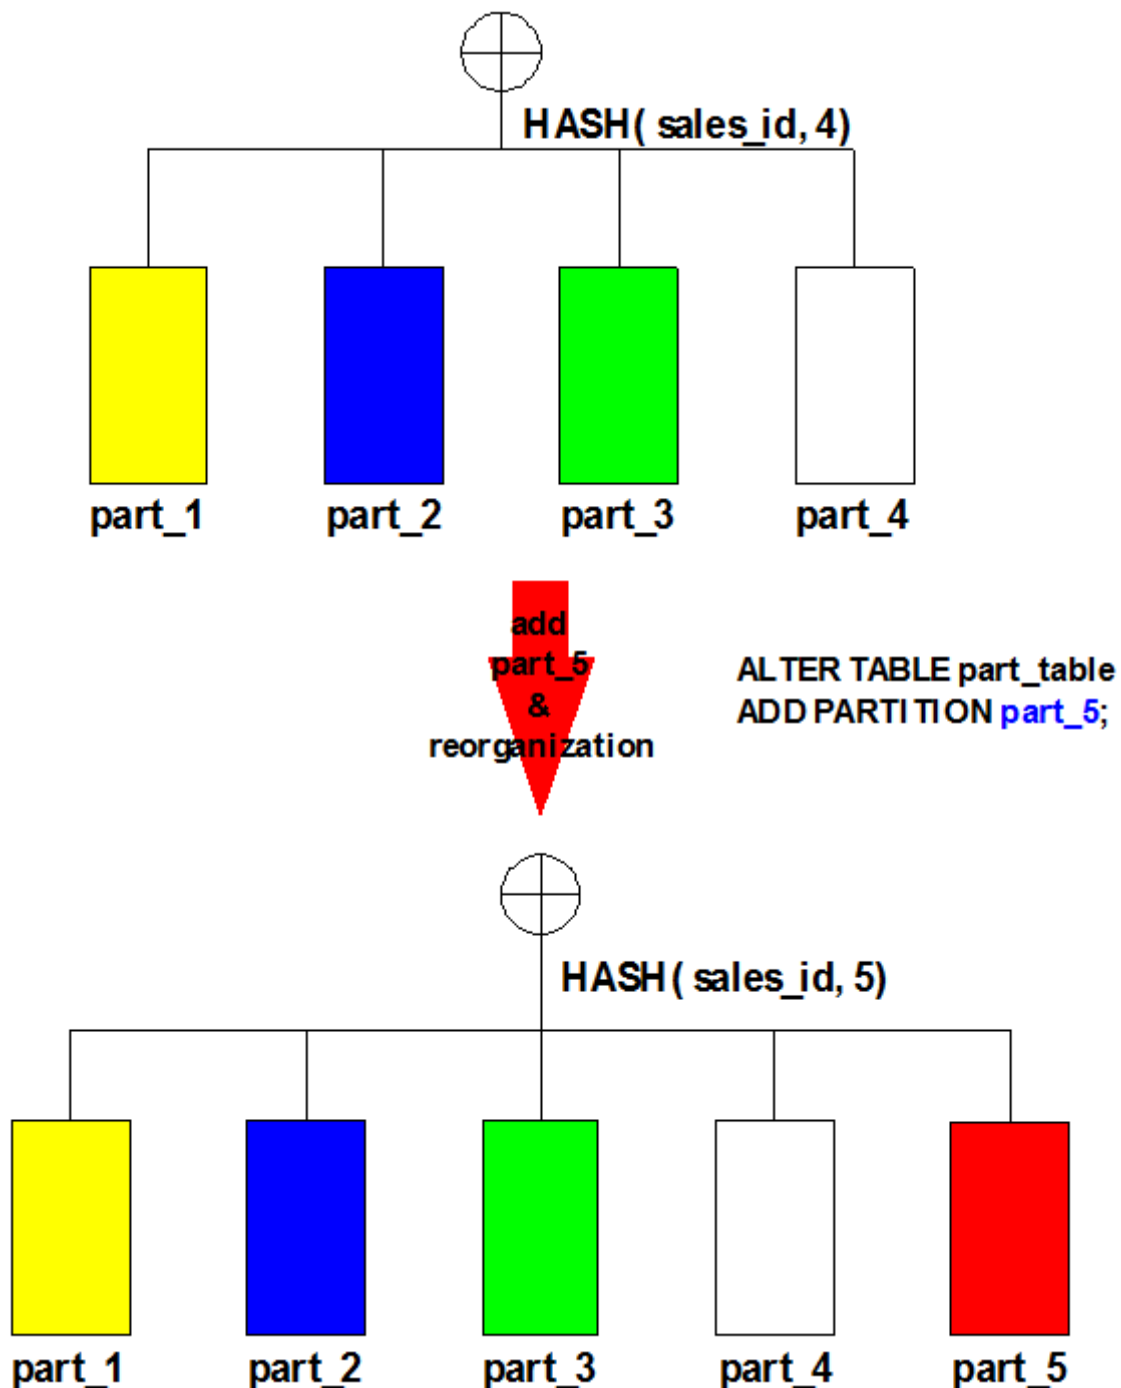 HASH( sales_id, 4)
part_1 part_2 part_3 part_4
add
part_5
&
reorganization
ALTER TABLE part_table
ADD PARTITION part_5;
HASH( sales_id, 5)
part_1 part_2 part_3 part_4 part_5